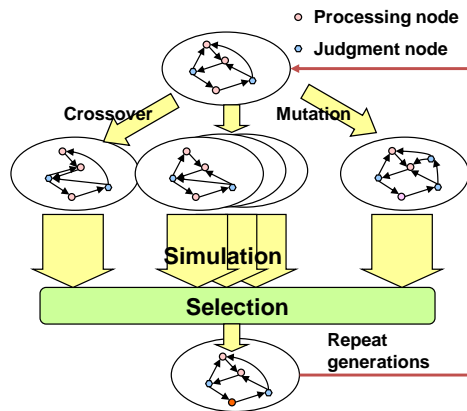 Processing node
Judgment node
Crossover
Mutation
Simulation
Selection
Repeat
generations